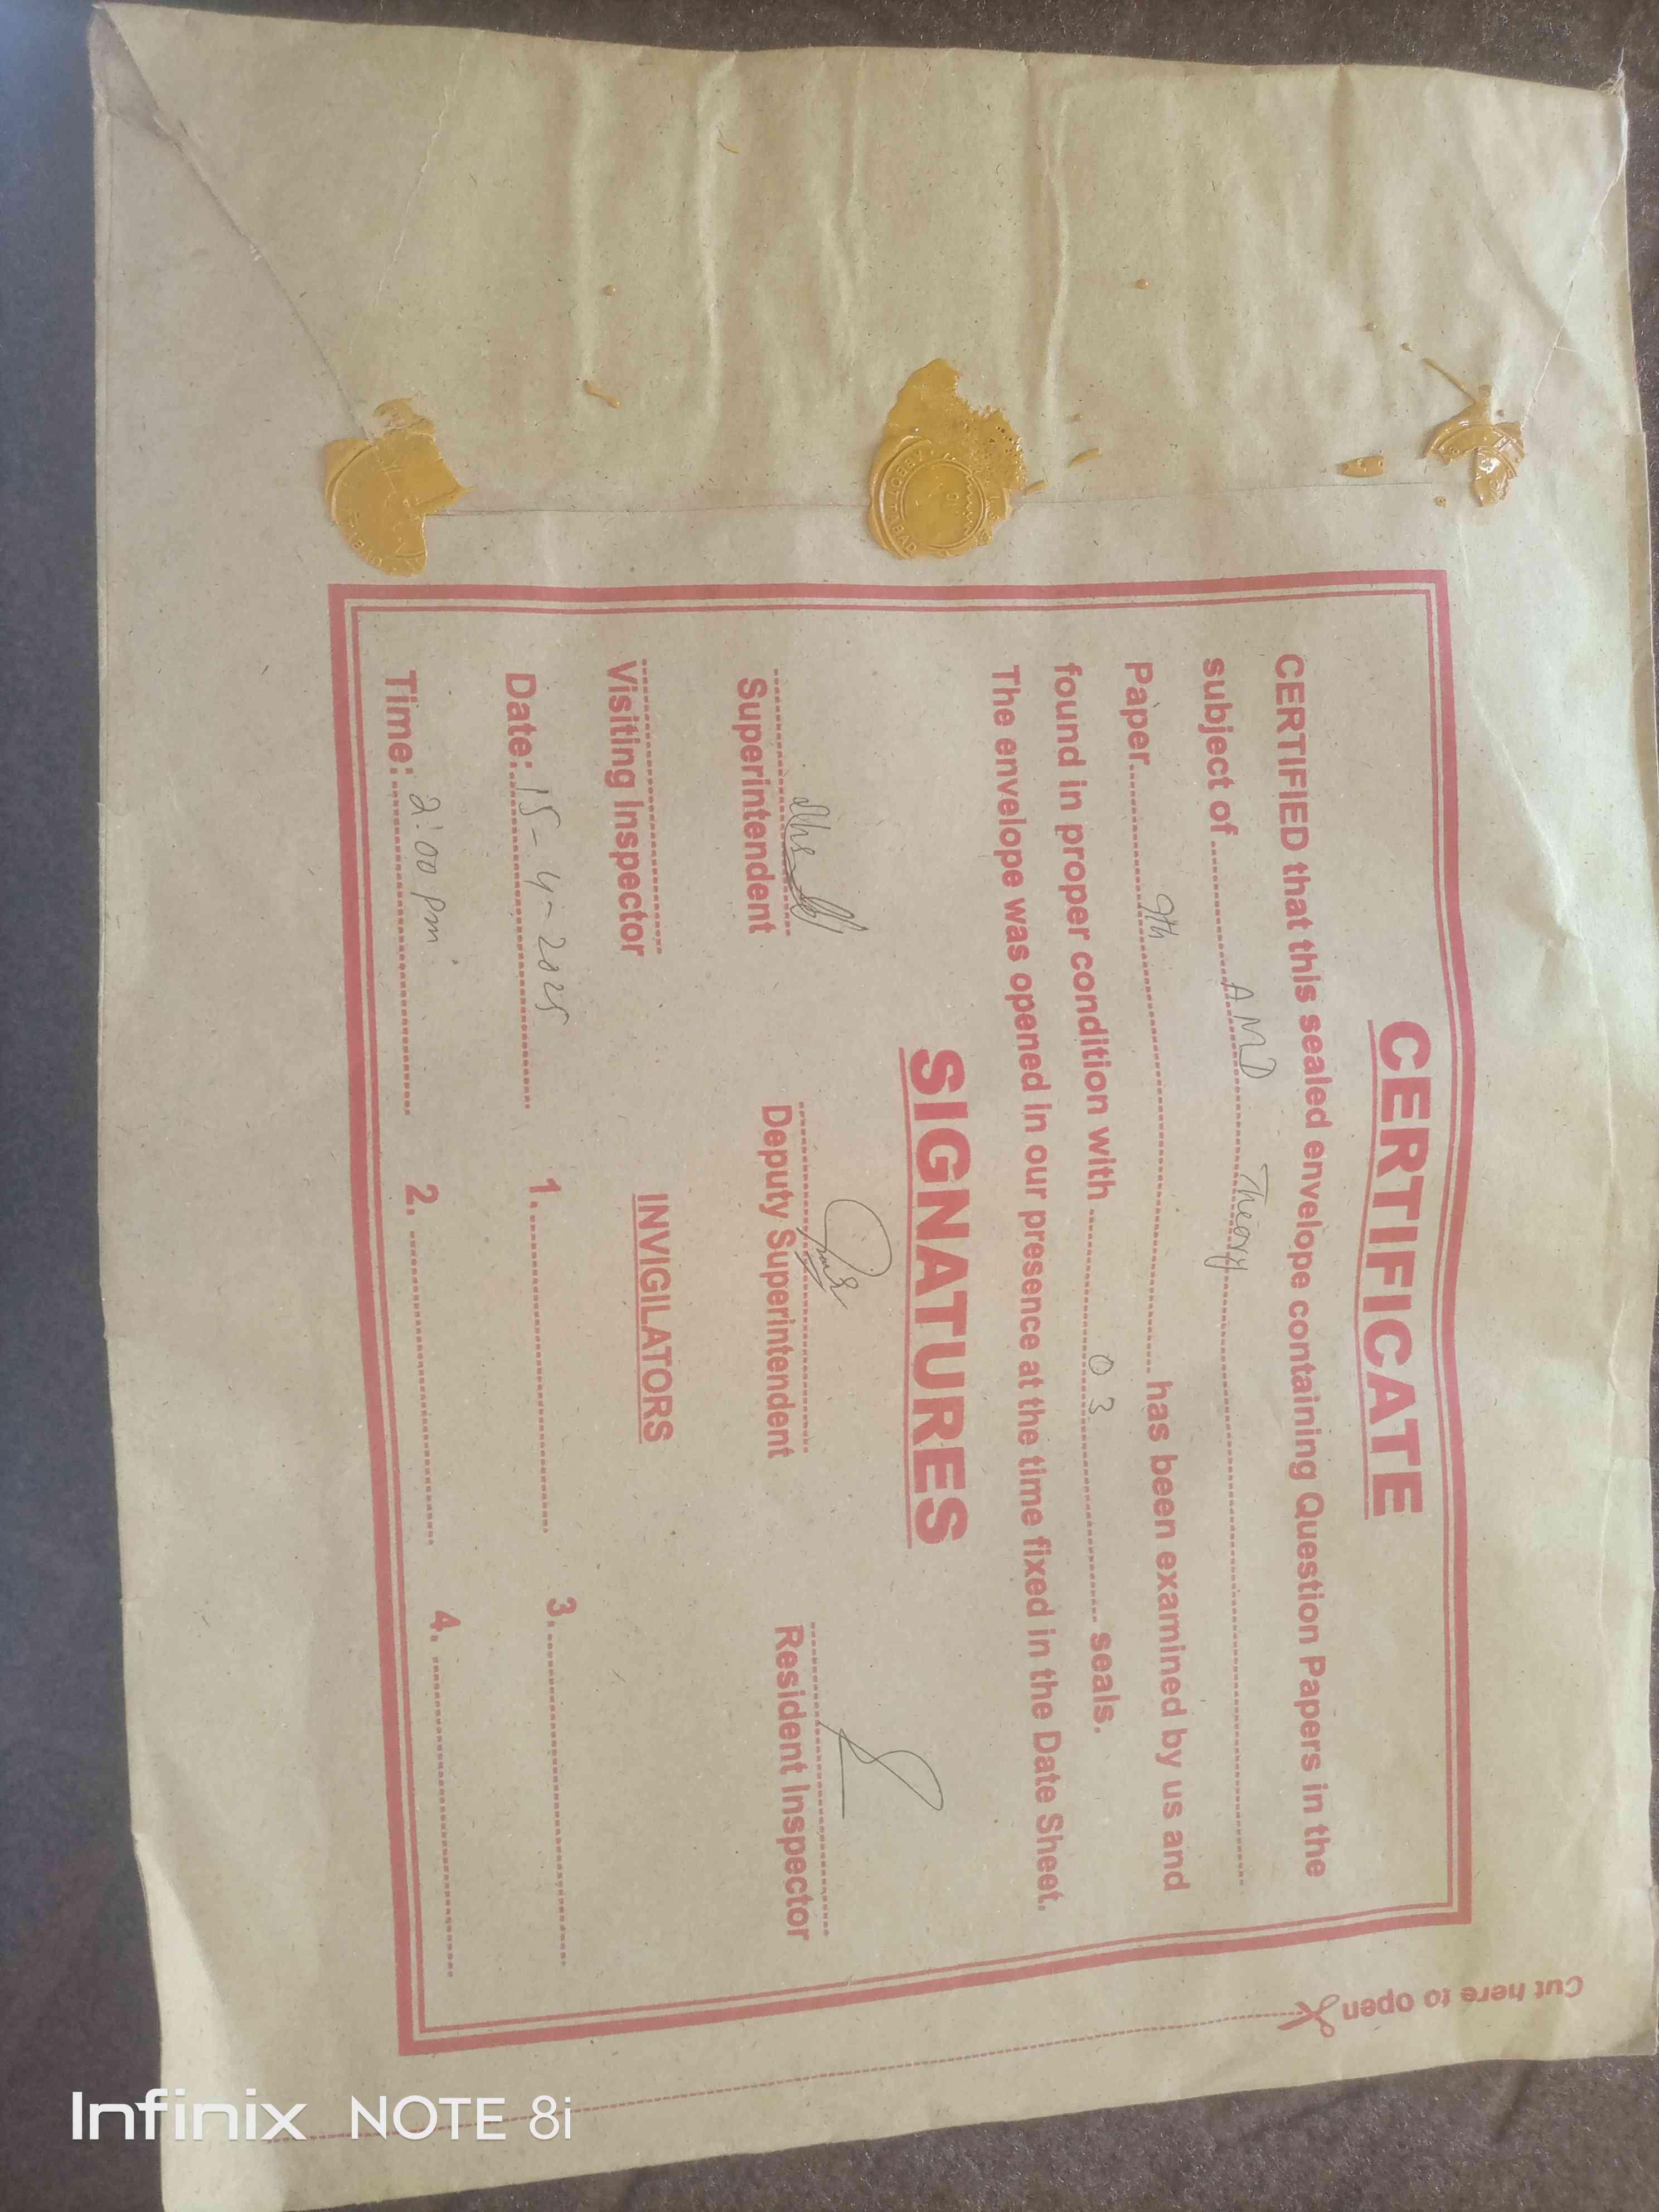 CERTIFICATE
CERTIFIED that this sealed envelope containing Question Papers in the
subject of AMD Theory
Paper 9th has been examined by us and
found in proper condition with 03 seals.
The envelope was opened in our presence at the time fixed in the Date Sheet.
SIGNATURES
Superintendent Deputy Superintendent Resident Inspector
Visiting Inspector
INVIGILATORS
Date: 15-4-2025 1. 3.
Time: 2:00 pm 2. 4.
Cut here to open
ABBOTTABAD
Infinix NOTE 8i